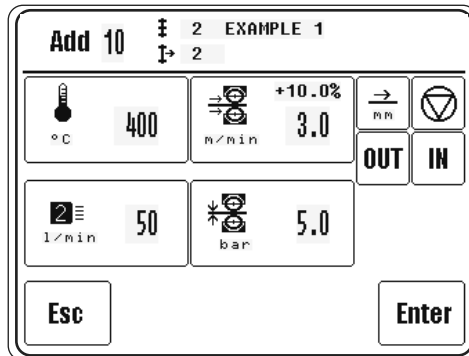 Add 10 2 EXAMPLE 1
2
+10.0%
°C 400 m/min 3.0 mm
OUT IN
2 l/min 50 bar 5.0
Esc Enter